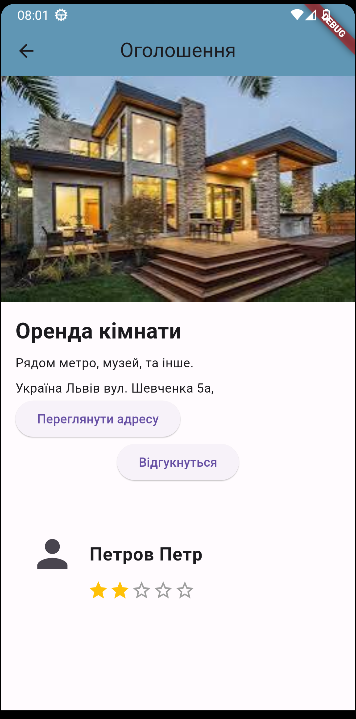 08:01
DEBUG
Оголошення
Оренда кімнати
Рядом метро, музей, та інше.
Україна Львів вул. Шевченка 5а,
Переглянути адресу
Відгукнуться
Петров Петр